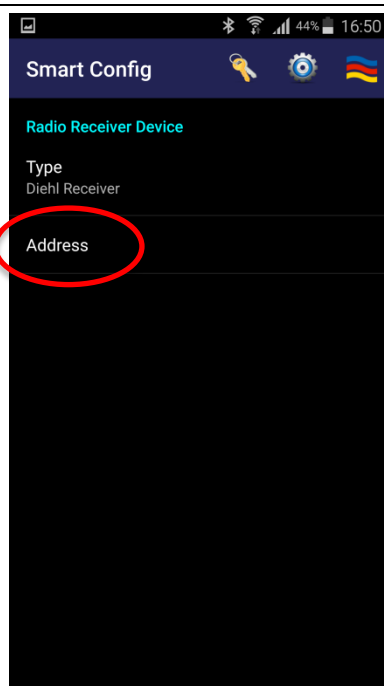 44% 16:50
Smart Config
Radio Receiver Device
Type
Diehl Receiver
Address